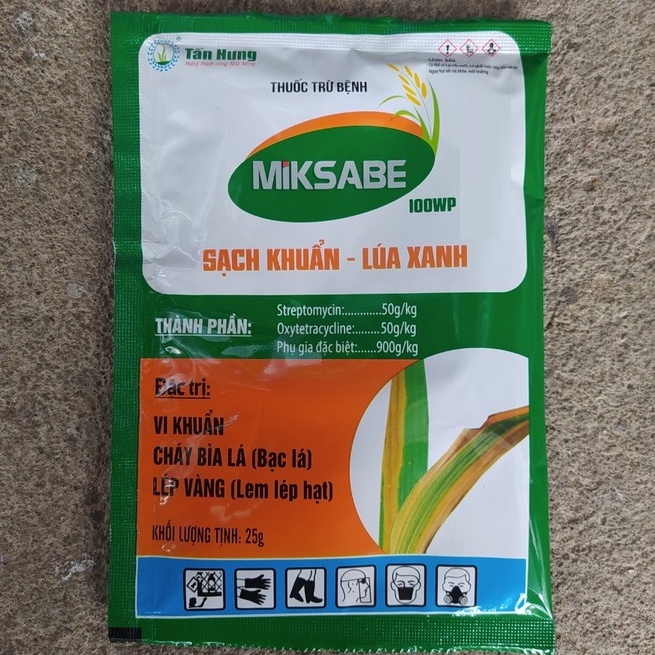 Tấn Hưng
THUỐC TRỪ BỆNH
MiKSABE
100WP
SẠCH KHUẨN - LÚA XANH
THÀNH PHẦN:
Streptomycin:............50g/kg
Oxytetracycline:........50g/kg
Phụ gia đặc biệt:......900g/kg
Đặc trị:
VI KHUẨN
CHÁY BÌA LÁ (Bạc lá)
LÉP VÀNG (Lem lép hạt)
KHỐI LƯỢNG TỊNH: 25g